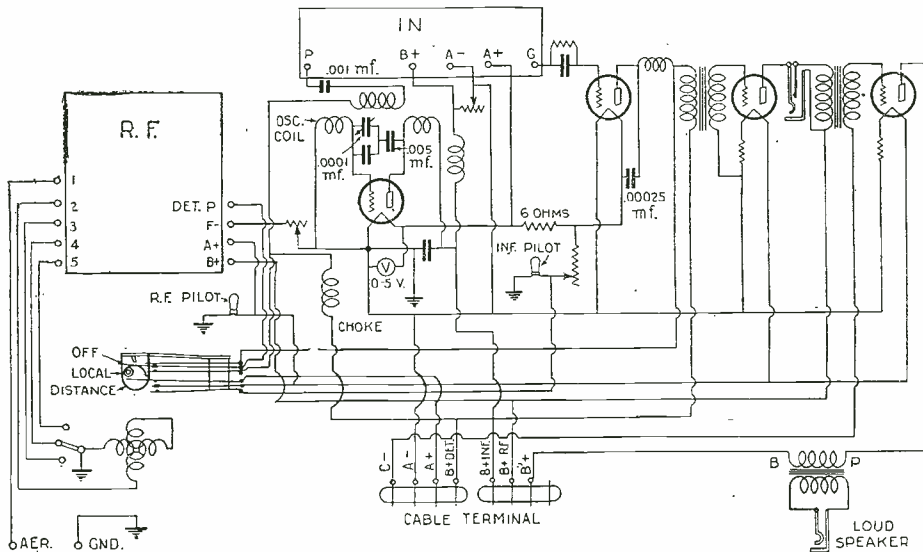 IN
P B+ A- A+ G
.001 mf.
R.F.
OSC.
COIL
.0001
mf.
.005
mf.
1
2
3
4
5
DET. P
F-
A+
B+
6 OHMS
.00025
mf.
INF. PILOT
V
0-5 V.
R.F. PILOT
CHOKE
OFF
LOCAL
DISTANCE
C- A- A+ B+DET. B+INF. B+RF. B+
CABLE TERMINAL
B P
LOUD
SPEAKER
AER. GND.